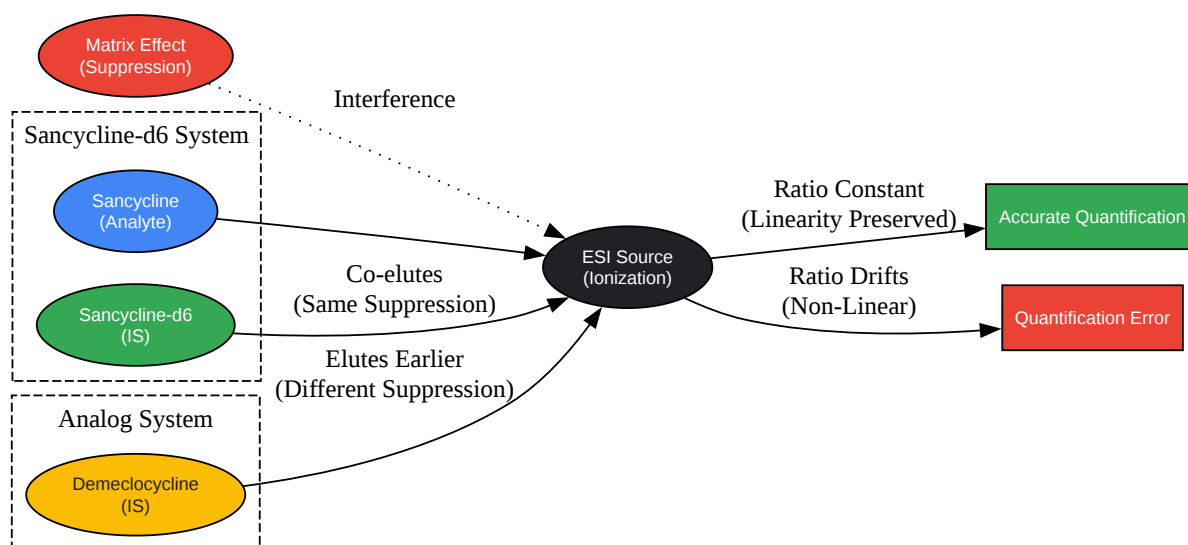 Matrix Effect
(Suppression)
Interference
Sancycline-d6 System
Sancycline
(Analyte)
Co-elutes
(Same Suppression)
Sancycline-d6
(IS)
Elutes Earlier
(Different Suppression)
Analog System
Demeclocycline
(IS)
ESI Source
(Ionization)
Ratio Constant
(Linearity Preserved)
Accurate Quantification
Ratio Drifts
(Non-Linear)
Quantification Error